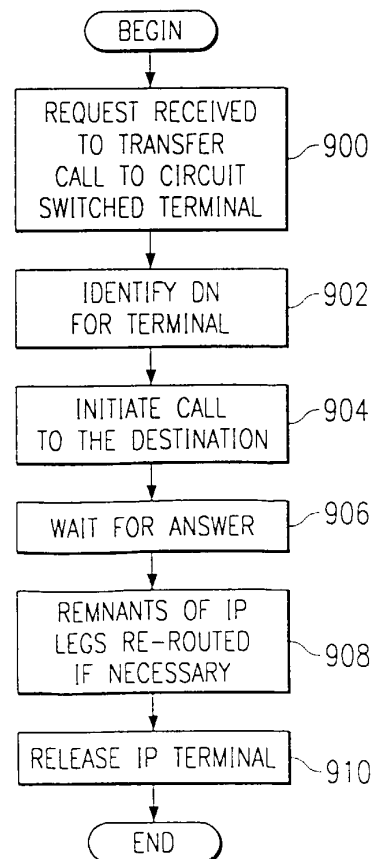 BEGIN
REQUEST RECEIVED
TO TRANSFER
CALL TO CIRCUIT
SWITCHED TERMINAL
900
IDENTIFY DN
FOR TERMINAL
902
INITIATE CALL
TO THE DESTINATION
904
WAIT FOR ANSWER
906
REMNANTS OF IP
LEGS RE-ROUTED
IF NECESSARY
908
RELEASE IP TERMINAL
910
END